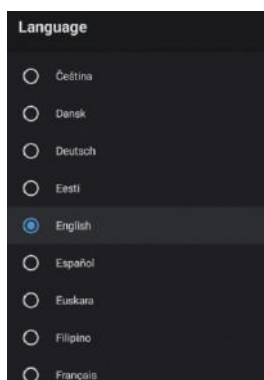 Language
Čeština
Dansk
Deutsch
Eesti
English
Español
Euskara
Filipino
Français